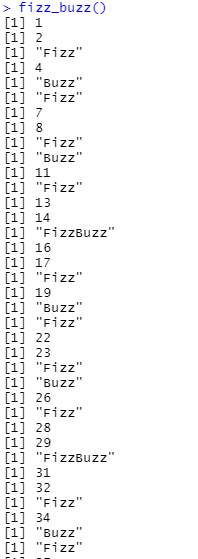 > fizz_buzz()
[1] 1
[1] 2
[1] "Fizz"
[1] 4
[1] "Buzz"
[1] "Fizz"
[1] 7
[1] 8
[1] "Fizz"
[1] "Buzz"
[1] 11
[1] "Fizz"
[1] 13
[1] 14
[1] "FizzBuzz"
[1] 16
[1] 17
[1] "Fizz"
[1] 19
[1] "Buzz"
[1] "Fizz"
[1] 22
[1] 23
[1] "Fizz"
[1] "Buzz"
[1] 26
[1] "Fizz"
[1] 28
[1] 29
[1] "FizzBuzz"
[1] 31
[1] 32
[1] "Fizz"
[1] 34
[1] "Buzz"
[1] "Fizz"